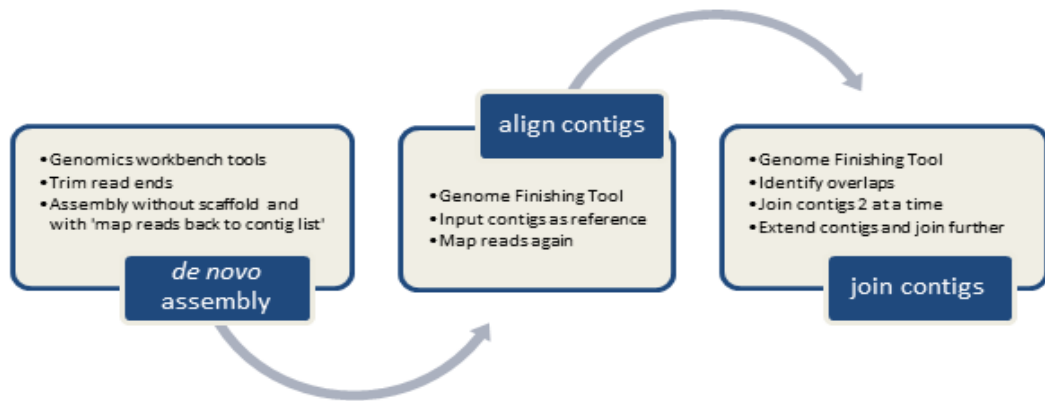 •Genomics workbench tools
•Trim read ends
•Assembly without scaffold and
with 'map reads back to contig list'
de novo
assembly
align contigs
•Genome Finishing Tool
•Input contigs as reference
•Map reads again
•Genome Finishing Tool
•Identify overlaps
•Join contigs 2 at a time
•Extend contigs and join further
join contigs